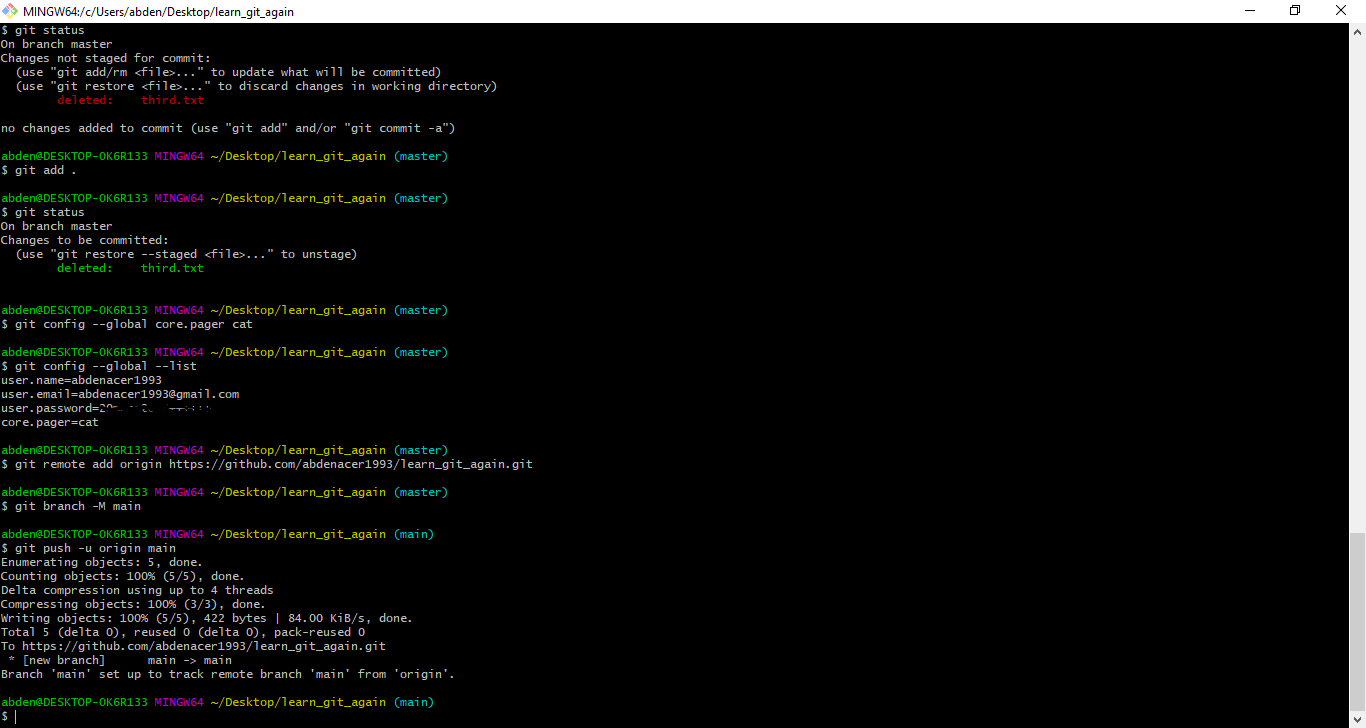 MINGW64:/c/Users/abden/Desktop/learn_git_again
$ git status
On branch master
Changes not staged for commit:
  (use "git add/rm <file>..." to update what will be committed)
  (use "git restore <file>..." to discard changes in working directory)
        deleted:    third.txt
no changes added to commit (use "git add" and/or "git commit -a")
abden@DESKTOP-OK6R133 MINGW64 ~/Desktop/learn_git_again (master)
$ git add .
abden@DESKTOP-OK6R133 MINGW64 ~/Desktop/learn_git_again (master)
$ git status
On branch master
Changes to be committed:
  (use "git restore --staged <file>..." to unstage)
        deleted:    third.txt
abden@DESKTOP-OK6R133 MINGW64 ~/Desktop/learn_git_again (master)
$ git config --global core.pager cat
abden@DESKTOP-OK6R133 MINGW64 ~/Desktop/learn_git_again (master)
$ git config --global --list
user.name=abdenacer1993
user.email=abdenacer1993@gmail.com
user.password=
core.pager=cat
abden@DESKTOP-OK6R133 MINGW64 ~/Desktop/learn_git_again (master)
$ git remote add origin https://github.com/abdenacer1993/learn_git_again.git
abden@DESKTOP-OK6R133 MINGW64 ~/Desktop/learn_git_again (master)
$ git branch -M main
abden@DESKTOP-OK6R133 MINGW64 ~/Desktop/learn_git_again (main)
$ git push -u origin main
Enumerating objects: 5, done.
Counting objects: 100% (5/5), done.
Delta compression using up to 4 threads
Compressing objects: 100% (3/3), done.
Writing objects: 100% (5/5), 422 bytes | 84.00 KiB/s, done.
Total 5 (delta 0), reused 0 (delta 0), pack-reused 0
To https://github.com/abdenacer1993/learn_git_again.git
 * [new branch]      main -> main
Branch 'main' set up to track remote branch 'main' from 'origin'.
abden@DESKTOP-OK6R133 MINGW64 ~/Desktop/learn_git_again (main)
$